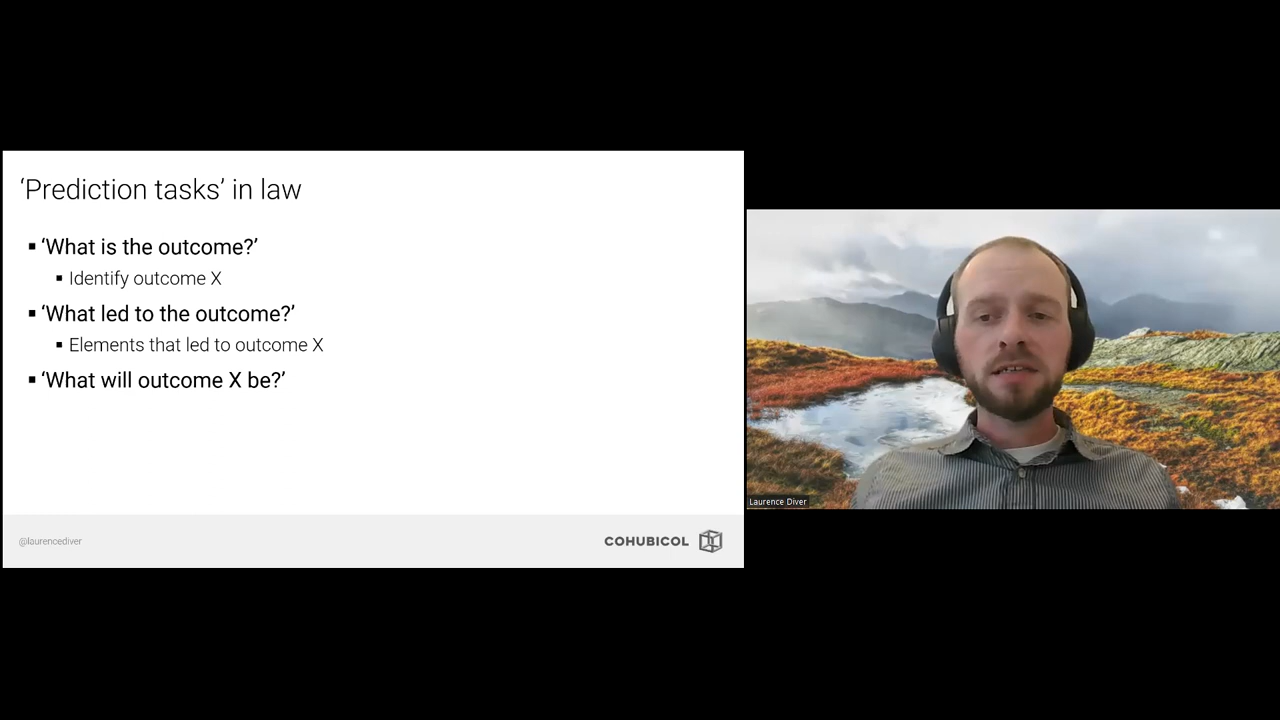 ‘Prediction tasks’ in law
▪ ‘What is the outcome?’
▪ Identify outcome X
▪ ‘What led to the outcome?’
▪ Elements that led to outcome X
▪ ‘What will outcome X be?’
@laurencediver
COHUBICOL
Laurence Diver